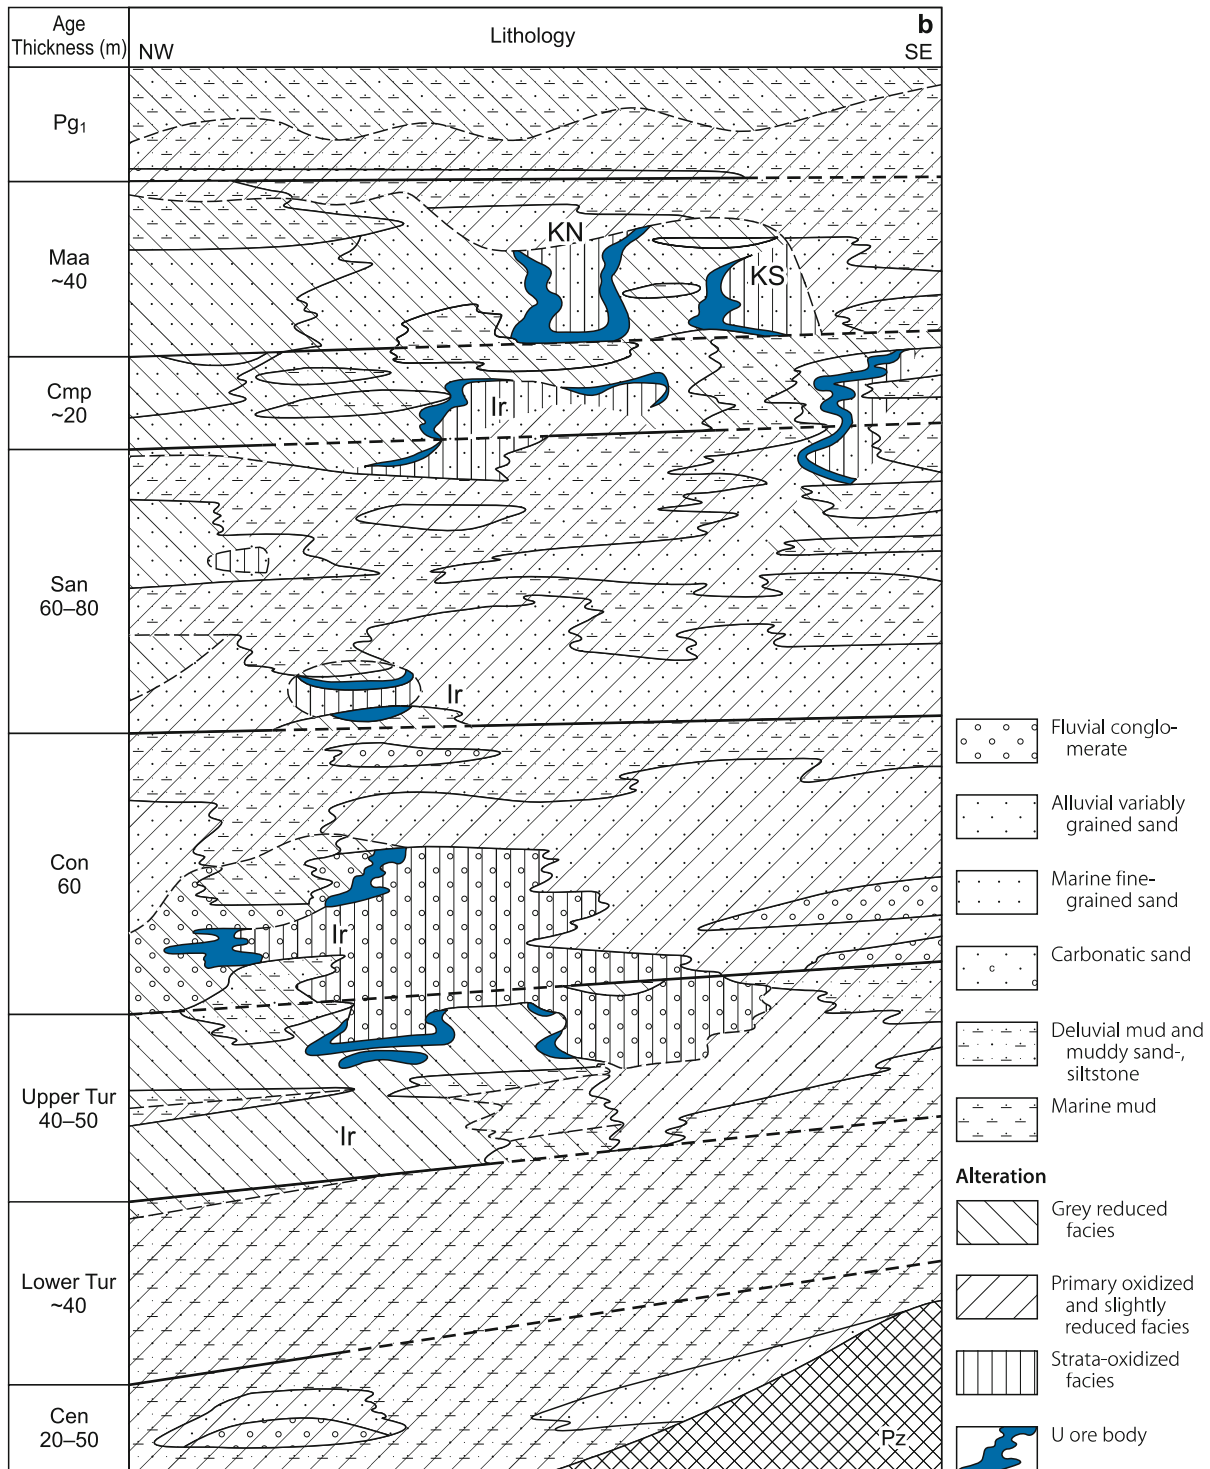 Age
Thickness (m)
NW
Lithology
b
SE
Pg1
Maa
~40
KN
KS
Cmp
~20
Ir
San
60–80
Ir
Con
60
Ir
Upper Tur
40–50
Ir
Lower Tur
~40
Cen
20–50
Pz
Fluvial conglo-
merate
Alluvial variably
grained sand
Marine fine-
grained sand
c
Carbonatic sand
Deluvial mud and
muddy sand-,
siltstone
Marine mud
Alteration
Grey reduced
facies
Primary oxidized
and slightly
reduced facies
Strata-oxidized
facies
U ore body